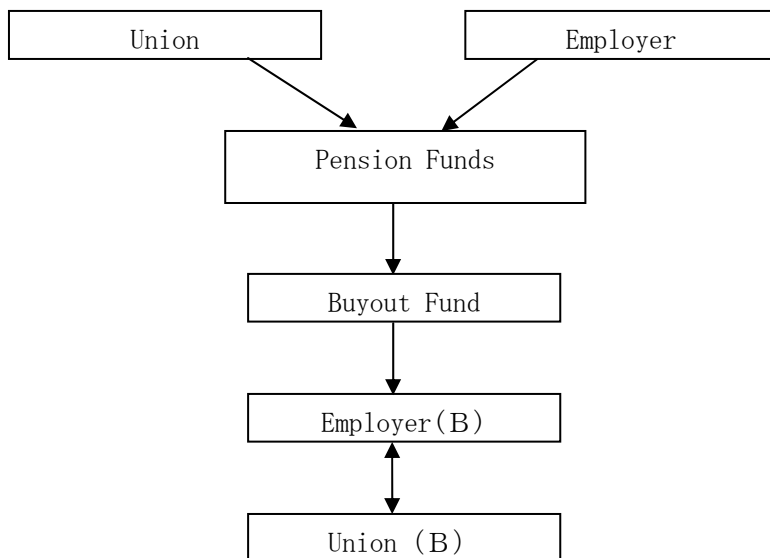 Union
Employer
Pension Funds
Buyout Fund
Employer(B)
Union (B)